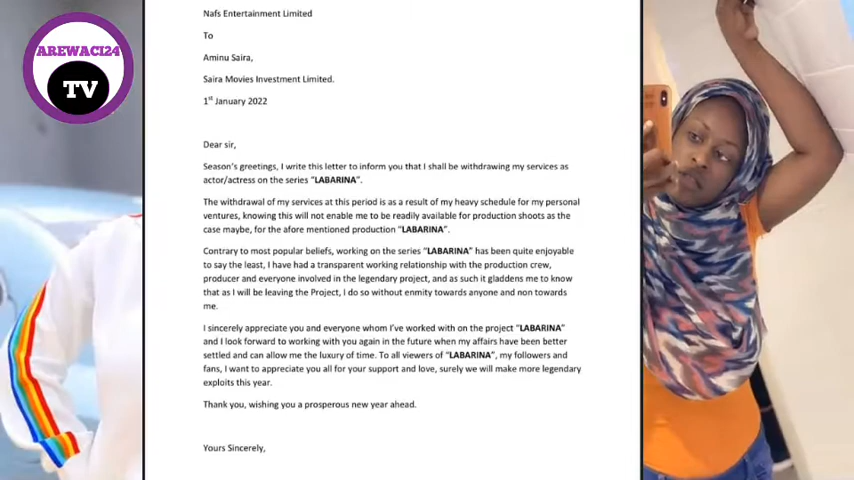 AREWACI24
TV
Nafs Entertainment Limited
To
Aminu Saira,
Saira Movies Investment Limited.
1st January 2022
Dear sir,
Season's greetings, I write this letter to inform you that I shall be withdrawing my services as
actor/actress on the series "LABARINA".
The withdrawal of my services at this period is as a result of my heavy schedule for my personal
ventures, knowing this will not enable me to be readily available for production shoots as the
case maybe, for the afore mentioned production "LABARINA".
Contrary to most popular beliefs, working on the series "LABARINA" has been quite enjoyable
to say the least, I have had a transparent working relationship with the production crew,
producer and everyone involved in the legendary project, and as such it gladdens me to know
that as I will be leaving the Project, I do so without enmity towards anyone and non towards
me.
I sincerely appreciate you and everyone whom I've worked with on the project "LABARINA"
and I look forward to working with you again in the future when my affairs have been better
settled and can allow me the luxury of time. To all viewers of "LABARINA", my followers and
fans, I want to appreciate you all for your support and love, surely we will make more legendary
exploits this year.
Thank you, wishing you a prosperous new year ahead.
Yours Sincerely,